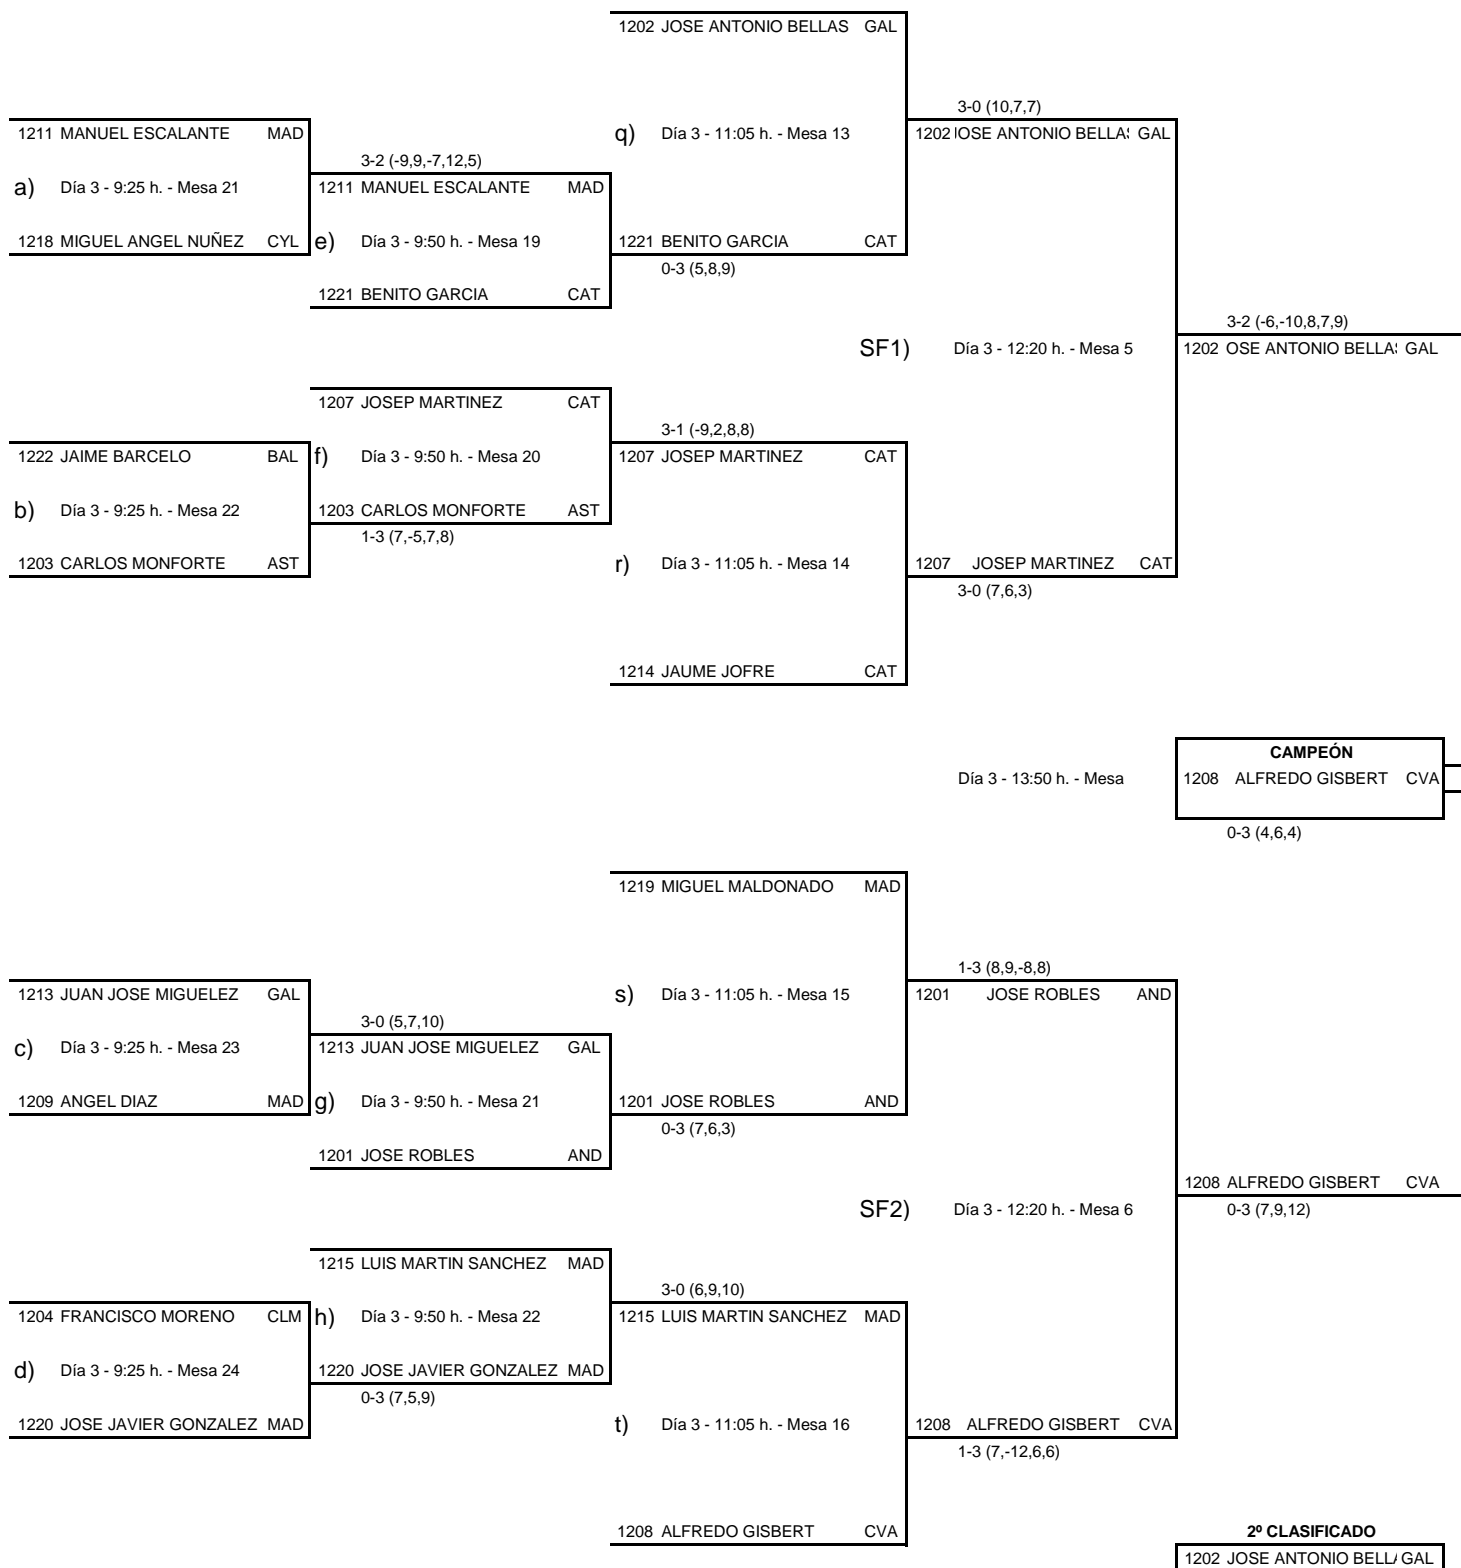 1202 JOSE ANTONIO BELLAS GAL
3-0 (10,7,7)
1211 MANUEL ESCALANTE MAD q) Día 3 - 11:05 h. - Mesa 13 1202 JOSE ANTONIO BELLAS GAL
3-2 (-9,9,-7,12,5)
a) Día 3 - 9:25 h. - Mesa 21 1211 MANUEL ESCALANTE MAD
1218 MIGUEL ANGEL NUÑEZ CYL e) Día 3 - 9:50 h. - Mesa 19 1221 BENITO GARCIA CAT
0-3 (5,8,9)
1221 BENITO GARCIA CAT
3-2 (-6,-10,8,7,9)
SF1) Día 3 - 12:20 h. - Mesa 5 1202 OSE ANTONIO BELLA GAL
1207 JOSEP MARTINEZ CAT
3-1 (-9,2,8,8)
1222 JAIME BARCELO BAL f) Día 3 - 9:50 h. - Mesa 20 1207 JOSEP MARTINEZ CAT
b) Día 3 - 9:25 h. - Mesa 22 1203 CARLOS MONFORTE AST
1-3 (7,-5,7,8)
1203 CARLOS MONFORTE AST r) Día 3 - 11:05 h. - Mesa 14 1207 JOSEP MARTINEZ CAT
3-0 (7,6,3)
1214 JAUME JOFRE CAT
CAMPEÓN
Día 3 - 13:50 h. - Mesa 1208 ALFREDO GISBERT CVA
0-3 (4,6,4)
1219 MIGUEL MALDONADO MAD
1-3 (8,9,-8,8)
1213 JUAN JOSE MIGUELEZ GAL s) Día 3 - 11:05 h. - Mesa 15 1201 JOSE ROBLES AND
3-0 (5,7,10)
c) Día 3 - 9:25 h. - Mesa 23 1213 JUAN JOSE MIGUELEZ GAL
1209 ANGEL DIAZ MAD g) Día 3 - 9:50 h. - Mesa 21 1201 JOSE ROBLES AND
0-3 (7,6,3)
1201 JOSE ROBLES AND
1208 ALFREDO GISBERT CVA
SF2) Día 3 - 12:20 h. - Mesa 6 0-3 (7,9,12)
1215 LUIS MARTIN SANCHEZ MAD
3-0 (6,9,10)
1204 FRANCISCO MORENO CLM h) Día 3 - 9:50 h. - Mesa 22 1215 LUIS MARTIN SANCHEZ MAD
d) Día 3 - 9:25 h. - Mesa 24 1220 JOSE JAVIER GONZALEZ MAD
0-3 (7,5,9)
1220 JOSE JAVIER GONZALEZ MAD t) Día 3 - 11:05 h. - Mesa 16 1208 ALFREDO GISBERT CVA
1-3 (7,-12,6,6)
1208 ALFREDO GISBERT CVA 2º CLASIFICADO
1202 JOSE ANTONIO BELL GAL